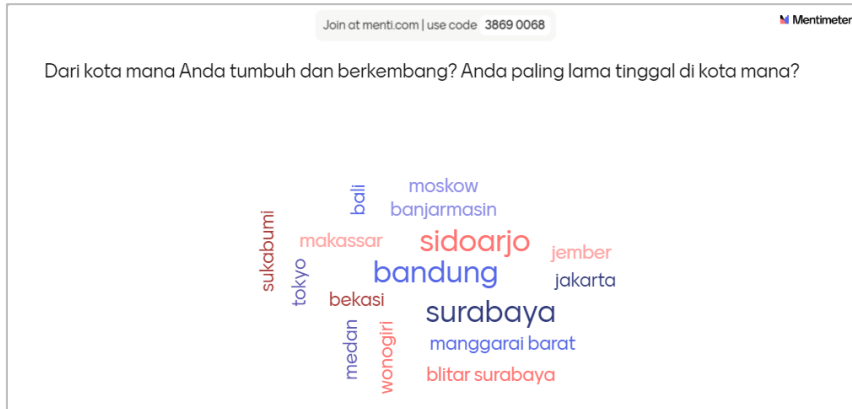 Join at menti.com | use code 3869 0068
Mentimeter
Dari kota mana Anda tumbuh dan berkembang? Anda paling lama tinggal di kota mana?
moskow
bali
banjarmasin
sukabumi
makassar
sidoarjo
jember
tokyo
bandung
jakarta
bekasi
surabaya
medan
wonogiri
manggarai barat
blitar surabaya